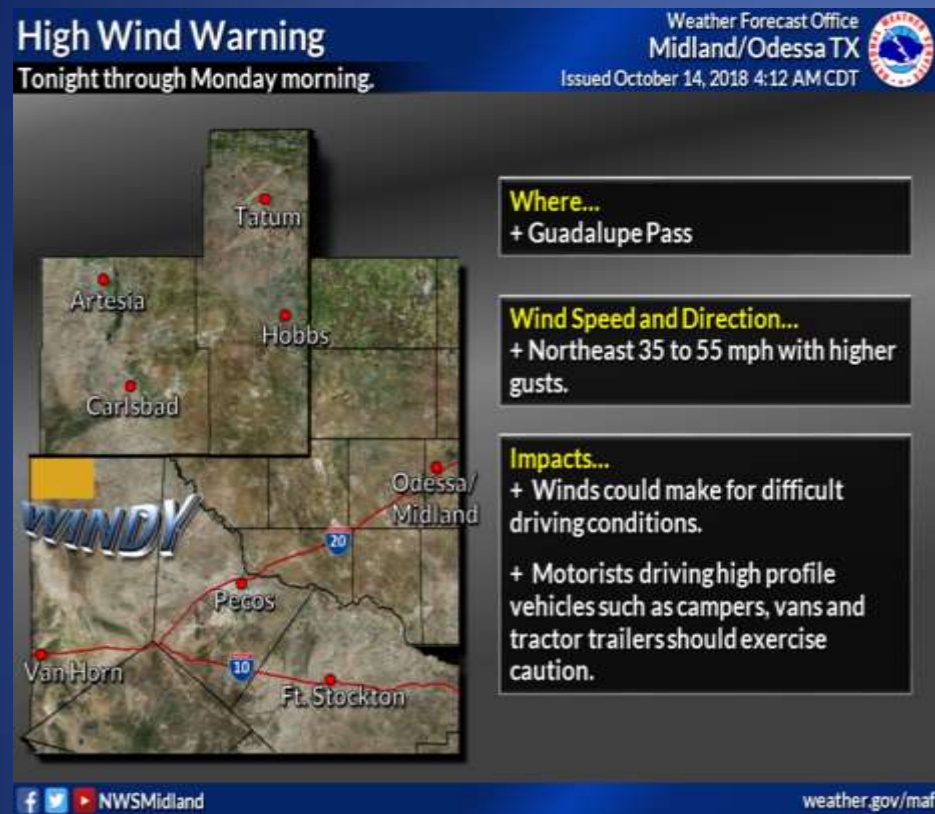 High Wind Warning
Tonight through Monday morning.
Weather Forecast Office
Midland/Odessa TX
Issued October 14, 2018 4:12 AM CDT
NATIONAL WEATHER SERVICE
Tatum
Artesia
Hobbs
Carlsbad
Odessa/
Midland
WINDY
20
Pecos
Van Horn
10
Ft. Stockton
Where...
+ Guadalupe Pass
Wind Speed and Direction...
+ Northeast 35 to 55 mph with higher
gusts.
Impacts...
+ Winds could make for difficult
driving conditions.
+ Motorists driving high profile
vehicles such as campers, vans and
tractor trailers should exercise
caution.
NWSMidland
weather.gov/maf